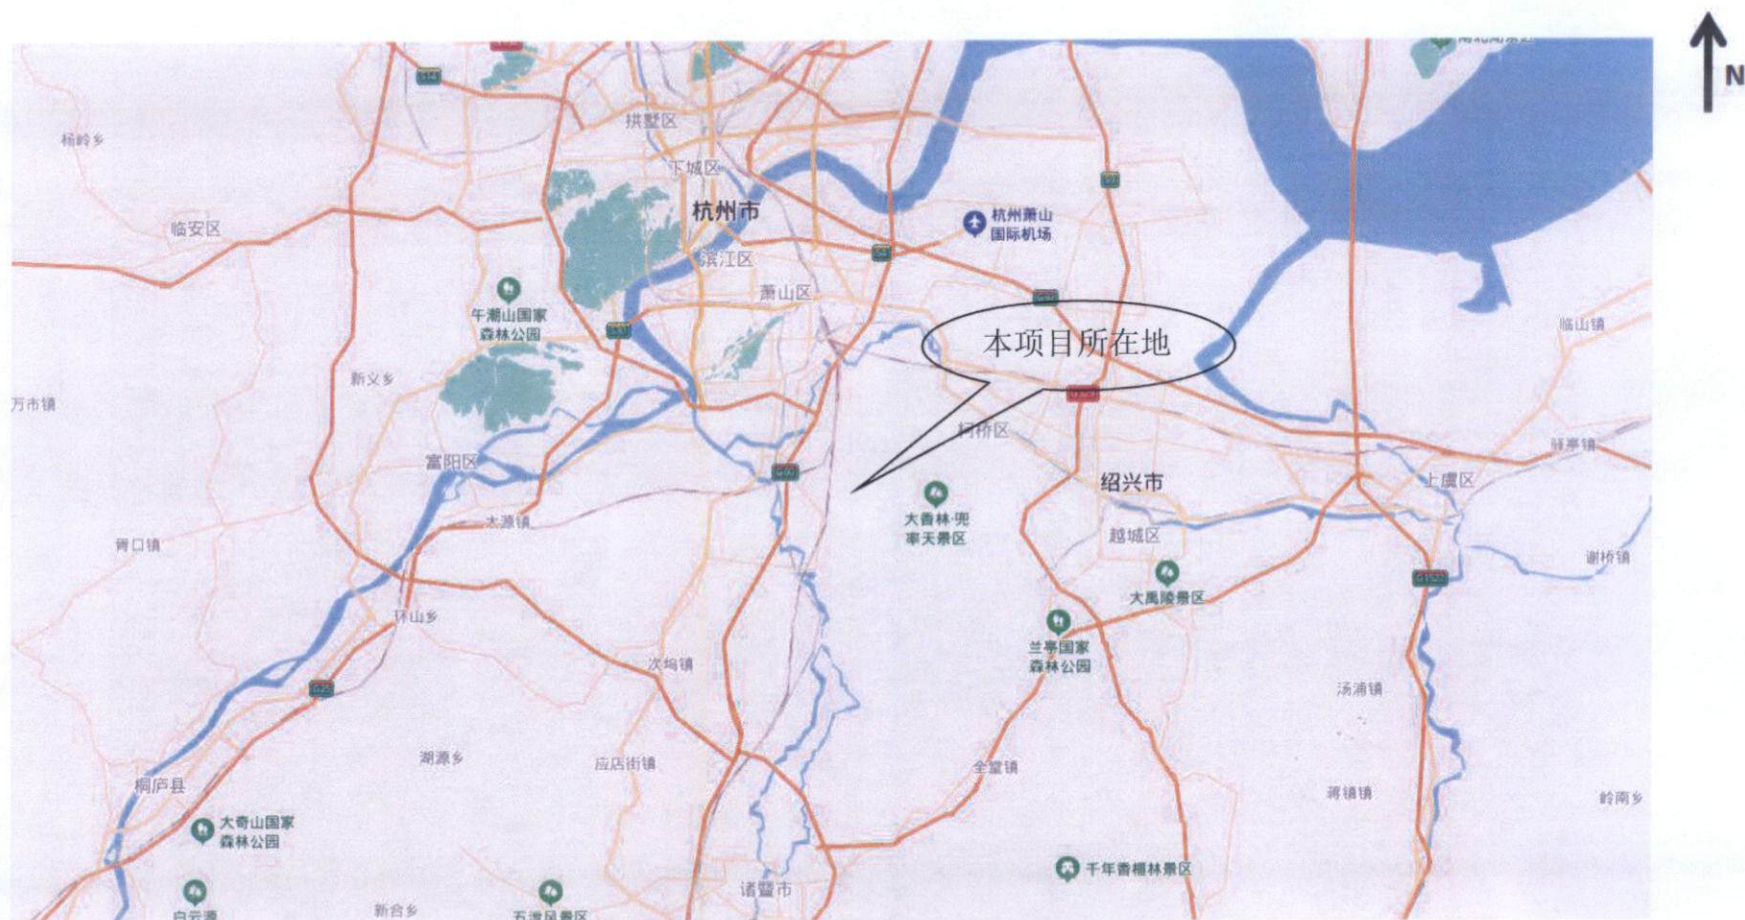 N
拱墅区
杨岭乡
下城区
杭州市
杭州萧山
国际机场
临安区
滨江区
萧山区
午潮山国家
森林公园
本项目所在地
临山镇
新义乡
万市镇
柯桥区
驿亭镇
富阳区
绍兴市
上虞区
大香林·兜
率天景区
大源镇
越城区
胥口镇
谢桥镇
大禹陵景区
环山乡
兰亭国家
森林公园
次坞镇
汤浦镇
湖源乡
应店街镇
全堂镇
桐庐县
蒋镇镇
岭南乡
大奇山国家
森林公园
千年香榧林景区
诸暨市
白云源
新合乡
五泄风景区